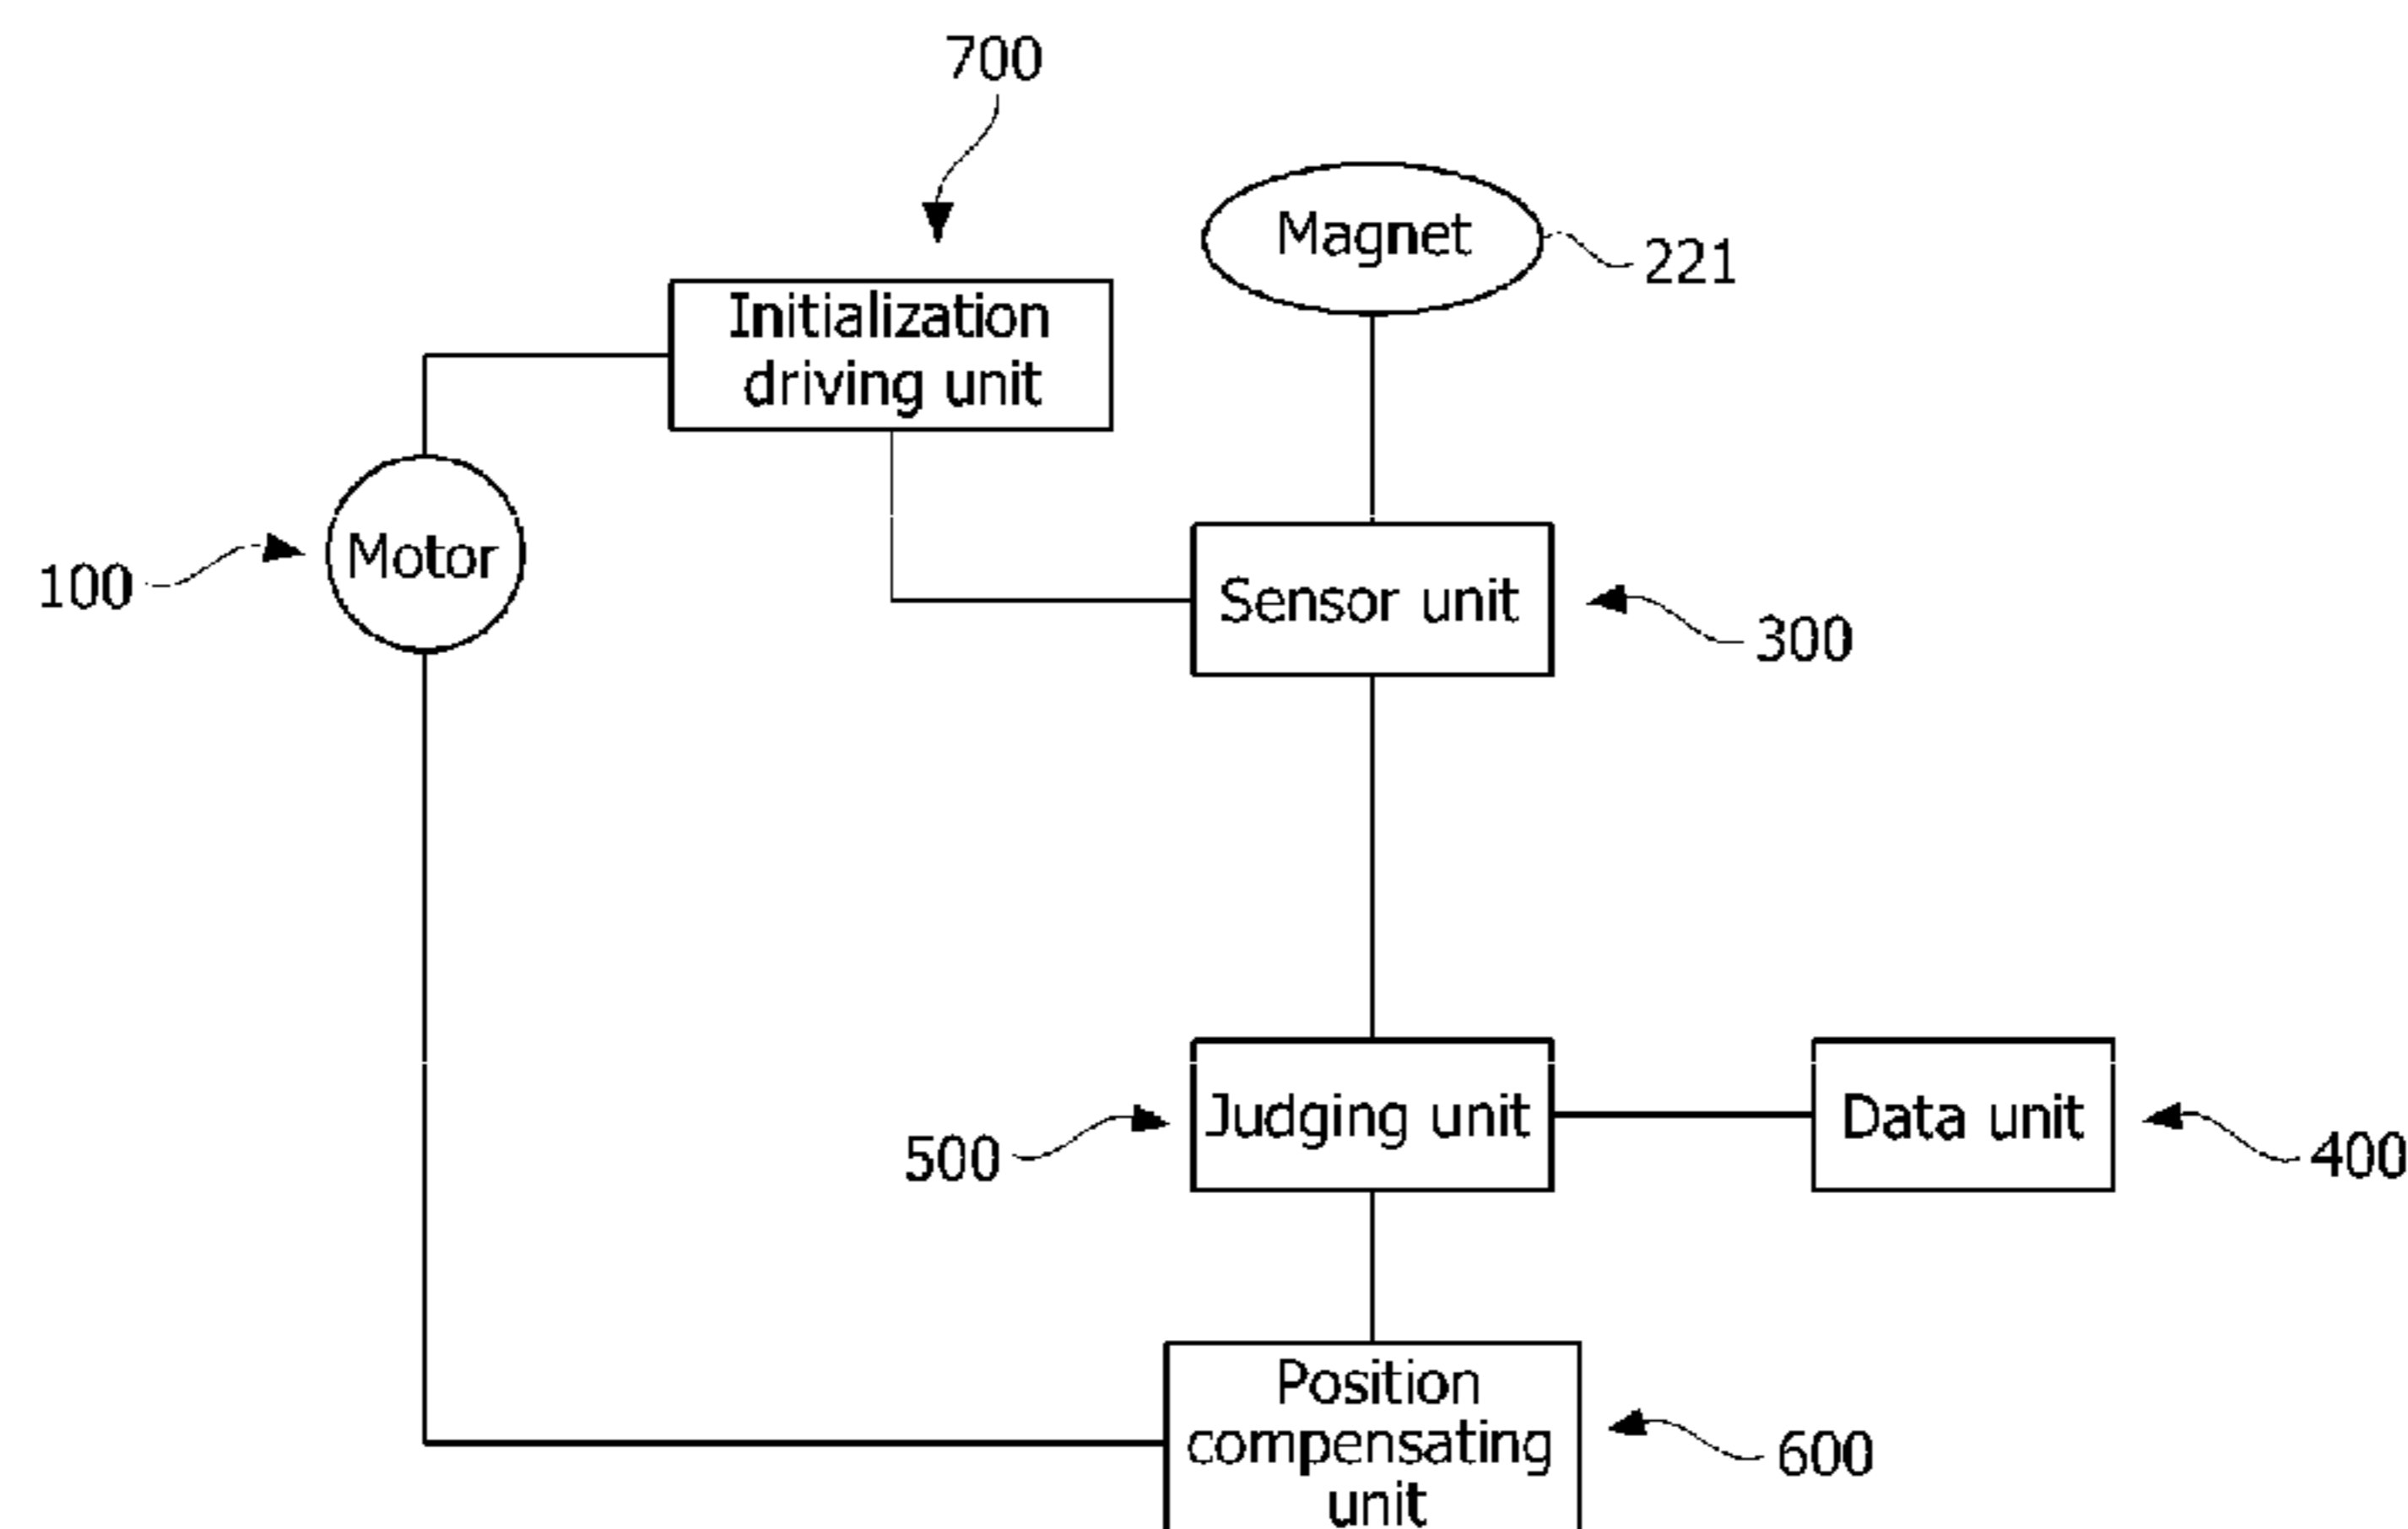 700
Magnet
221
Initialization
driving unit
Motor
100
Sensor unit
300
Judging unit
Data unit
500
400
Position
compensating
unit
600